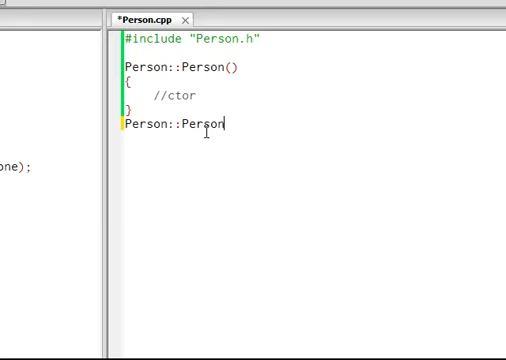 *Person.cpp
#include "Person.h"
Person::Person()
{
//ctor
}
Person::Person
one);